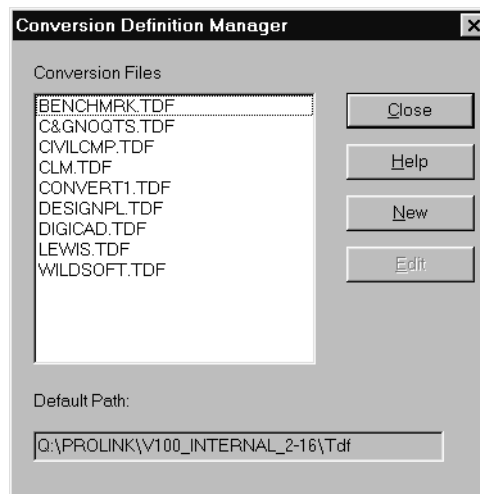 Conversion Definition Manager
Conversion Files
BENCHMRK.TDF
C&GNOQTS.TDF
CIVILCMP.TDF
CLM.TDF
CONVERT1.TDF
DESIGNPL.TDF
DIGICAD.TDF
LEWIS.TDF
WILDSOFT.TDF
Close
Help
New
Edit
Default Path:
Q:\PROLINK\V100_INTERNAL_2-16\Tdf